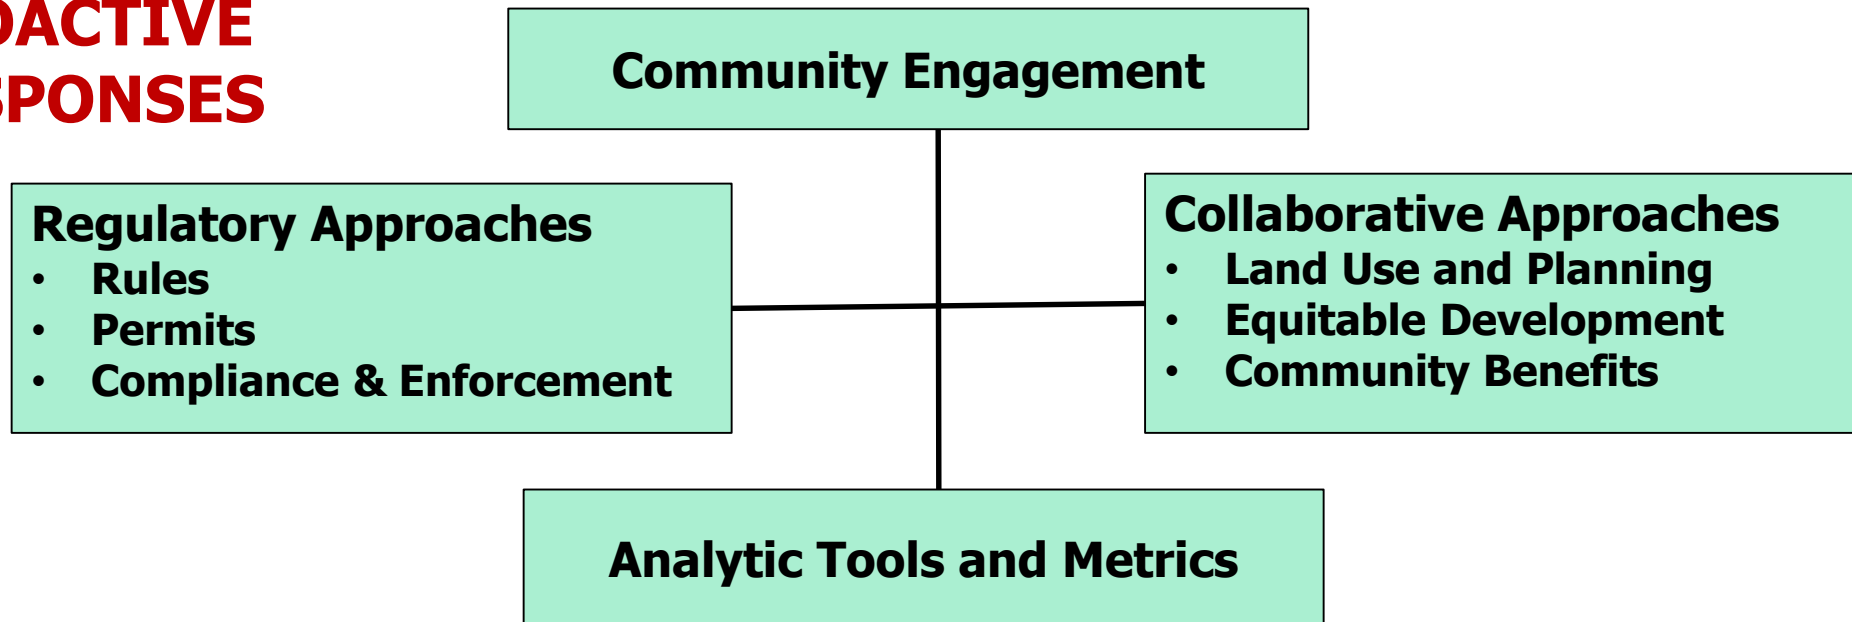 OACTIVE
SPONSES
Community Engagement
Regulatory Approaches
• Rules
• Permits
• Compliance & Enforcement
Collaborative Approaches
• Land Use and Planning
• Equitable Development
• Community Benefits
Analytic Tools and Metrics